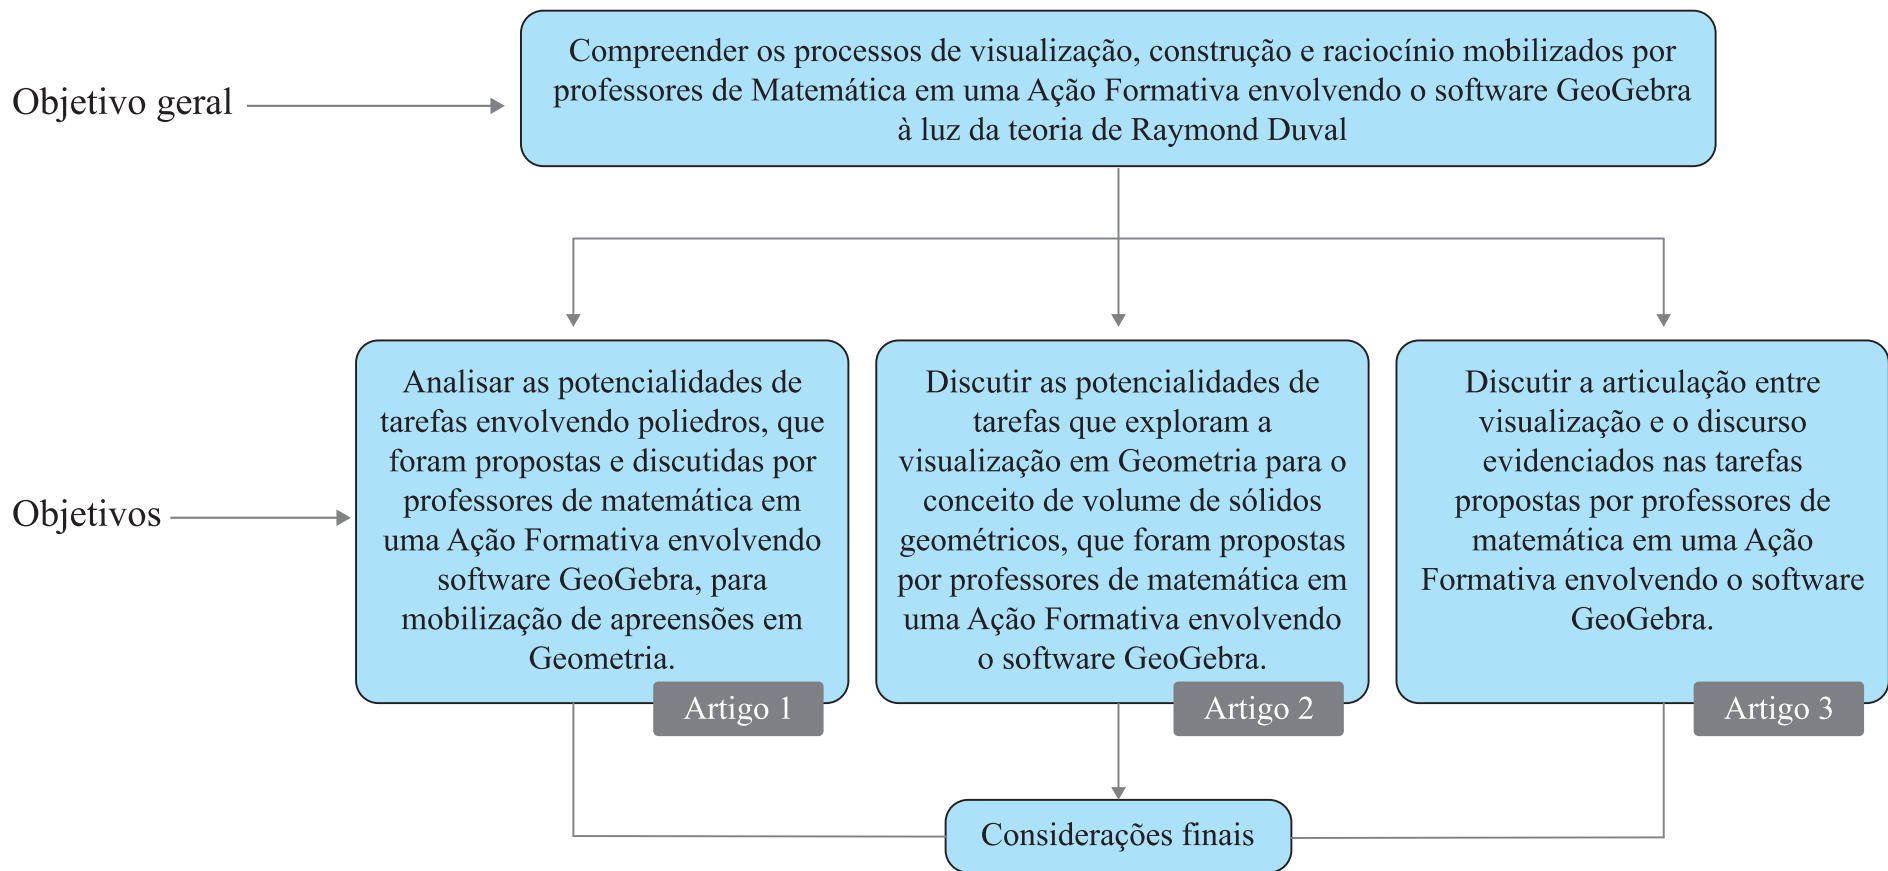 Objetivo geral
Compreender os processos de visualização, construção e raciocínio mobilizados por
professores de Matemática em uma Ação Formativa envolvendo o software GeoGebra
à luz da teoria de Raymond Duval
Objetivos
Analisar as potencialidades de
tarefas envolvendo poliedros, que
foram propostas e discutidas por
professores de matemática em
uma Ação Formativa envolvendo
software GeoGebra, para
mobilização de apreensões em
Geometria.
Artigo 1
Discutir as potencialidades de
tarefas que exploram a
visualização em Geometria para o
conceito de volume de sólidos
geométricos, que foram propostas
por professores de matemática em
uma Ação Formativa envolvendo
o software GeoGebra.
Artigo 2
Discutir a articulação entre
visualização e o discurso
evidenciados nas tarefas
propostas por professores de
matemática em uma Ação
Formativa envolvendo o software
GeoGebra.
Artigo 3
Considerações finais